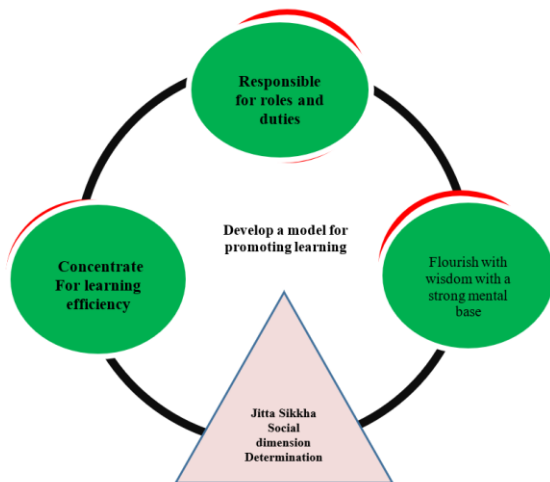 Responsible
for roles and
duties
Develop a model for
promoting learning
Concentrate
For learning
efficiency
Flourish with
wisdom with a
strong mental
base
Jitta Sikkha
Social
dimension
Determination